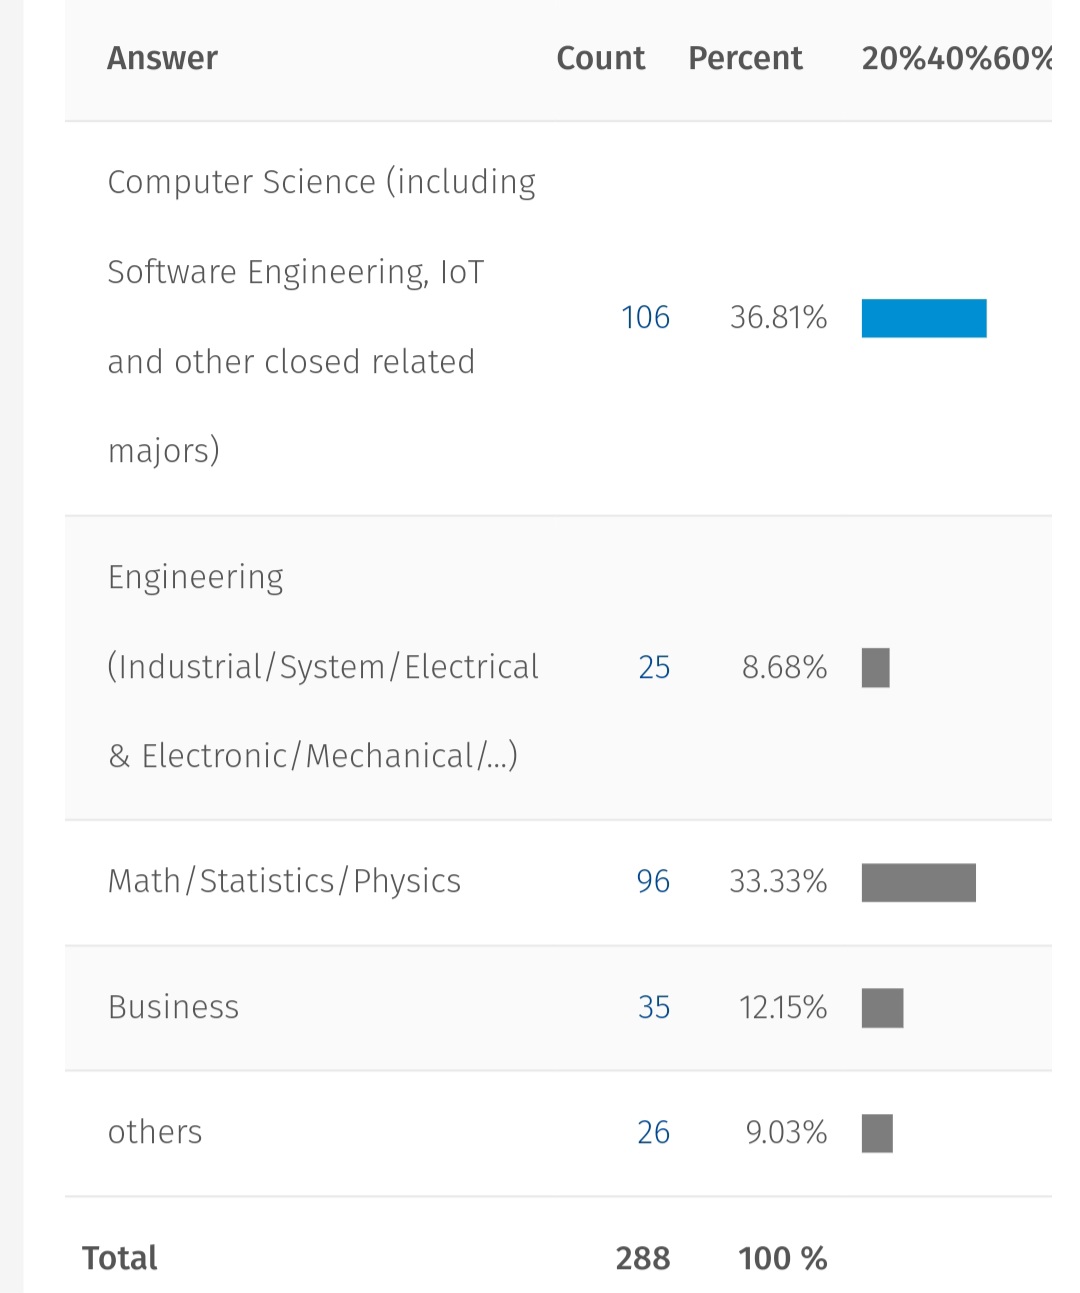 Answer Count Percent 20%40%60%
Computer Science (including
Software Engineering, IoT
and other closed related
majors)
106 36.81%
Engineering
(Industrial/System/Electrical
& Electronic/Mechanical/...)
25 8.68%
Math/Statistics/Physics 96 33.33%
Business 35 12.15%
others 26 9.03%
Total 288 100 %